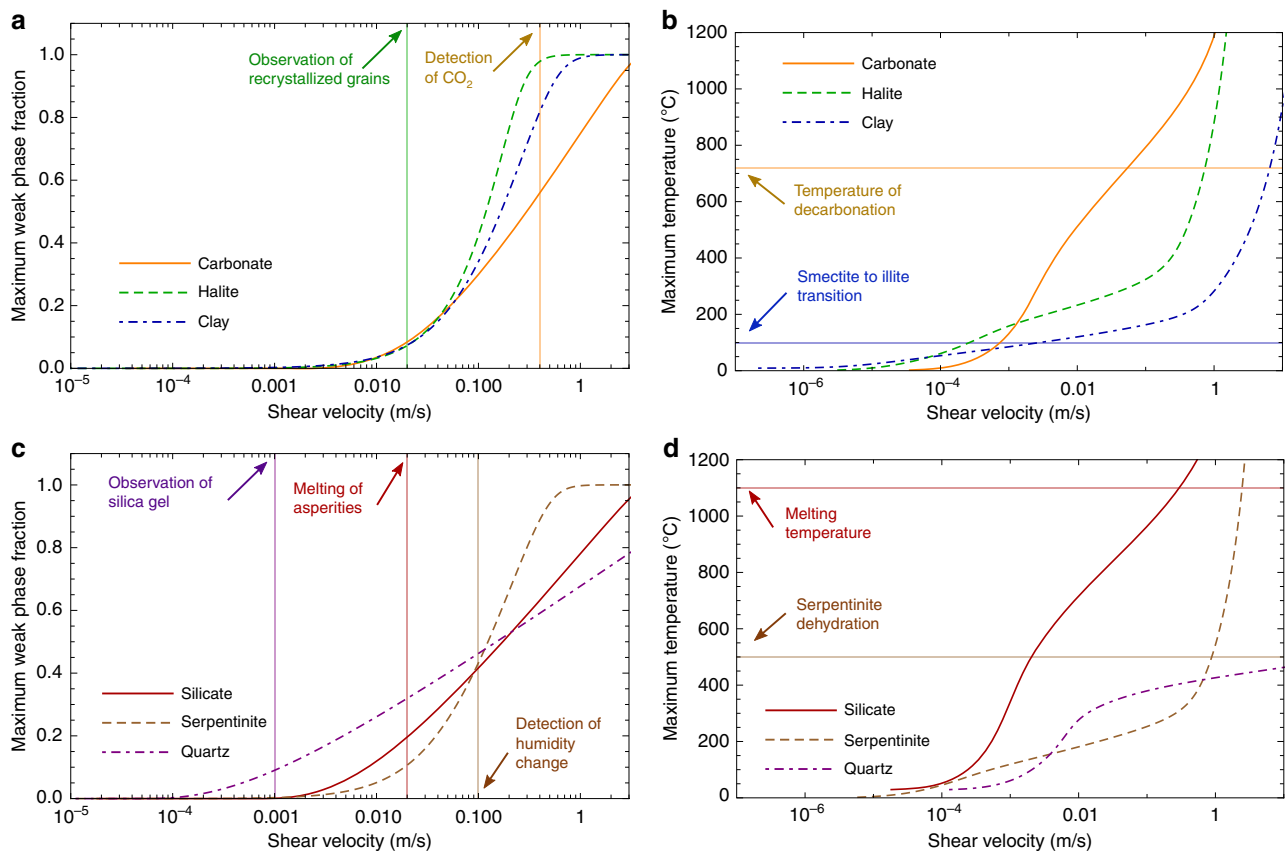 a
Maximum weak phase fraction
1.0
0.8
0.6
0.4
0.2
0.0
Observation of
recrystallized grains
Detection
of CO₂
Carbonate
Halite
Clay
10⁻⁵
10⁻⁴
0.001
0.010
0.100
1
Shear velocity (m/s)
b
Maximum temperature (°C)
1200
1000
800
600
400
200
0
Carbonate
Halite
Clay
Temperature of
decarbonation
Smectite to illite
transition
10⁻⁶
10⁻⁴
0.01
1
Shear velocity (m/s)
c
Maximum weak phase fraction
1.0
0.8
0.6
0.4
0.2
0.0
Observation of
silica gel
Melting of
asperities
Silicate
Serpentinite
Quartz
Detection of
humidity
change
10⁻⁵
10⁻⁴
0.001
0.010
0.100
1
Shear velocity (m/s)
d
Maximum temperature (°C)
1200
1000
800
600
400
200
0
Melting
temperature
Serpentinite
dehydration
Silicate
Serpentinite
Quartz
10⁻⁶
10⁻⁴
0.01
1
Shear velocity (m/s)